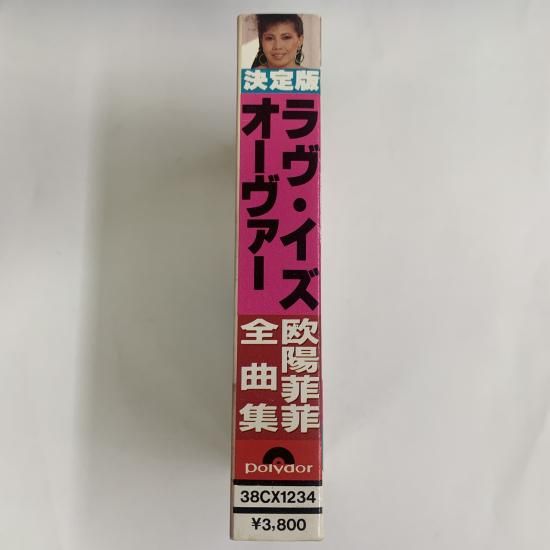 決定版
ラヴ・イズ
オーヴァー
欧陽菲菲
全曲集
polydor
38CX1234
¥3,800